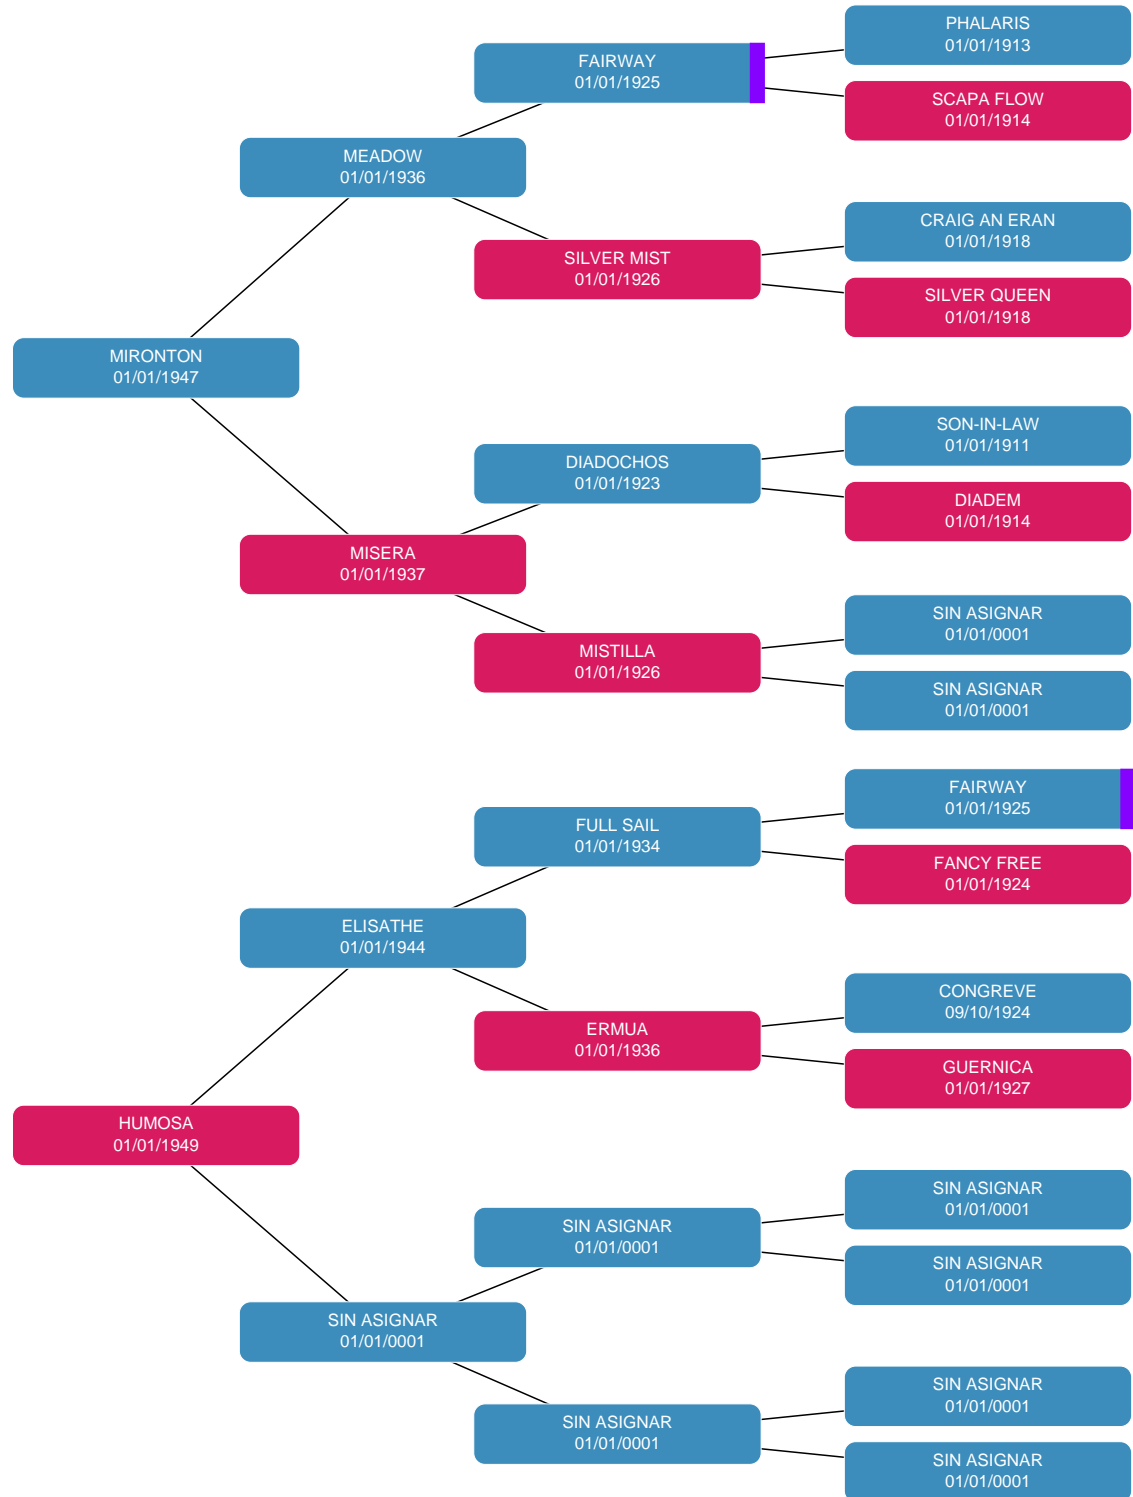 PHALARIS
01/01/1913
FAIRWAY
01/01/1925
SCAPA FLOW
01/01/1914
MEADOW
01/01/1936
CRAIG AN ERAN
01/01/1918
SILVER MIST
01/01/1926
SILVER QUEEN
01/01/1918
MIRONTON
01/01/1947
SON-IN-LAW
01/01/1911
DIADOCHOS
01/01/1923
DIADEM
01/01/1914
MISERA
01/01/1937
SIN ASIGNAR
01/01/0001
MISTILLA
01/01/1926
SIN ASIGNAR
01/01/0001
FAIRWAY
01/01/1925
FULL SAIL
01/01/1934
FANCY FREE
01/01/1924
ELISATHE
01/01/1944
CONGREVE
09/10/1924
ERMUA
01/01/1936
GUERNICA
01/01/1927
HUMOSA
01/01/1949
SIN ASIGNAR
01/01/0001
SIN ASIGNAR
01/01/0001
SIN ASIGNAR
01/01/0001
SIN ASIGNAR
01/01/0001
SIN ASIGNAR
01/01/0001
SIN ASIGNAR
01/01/0001
SIN ASIGNAR
01/01/0001